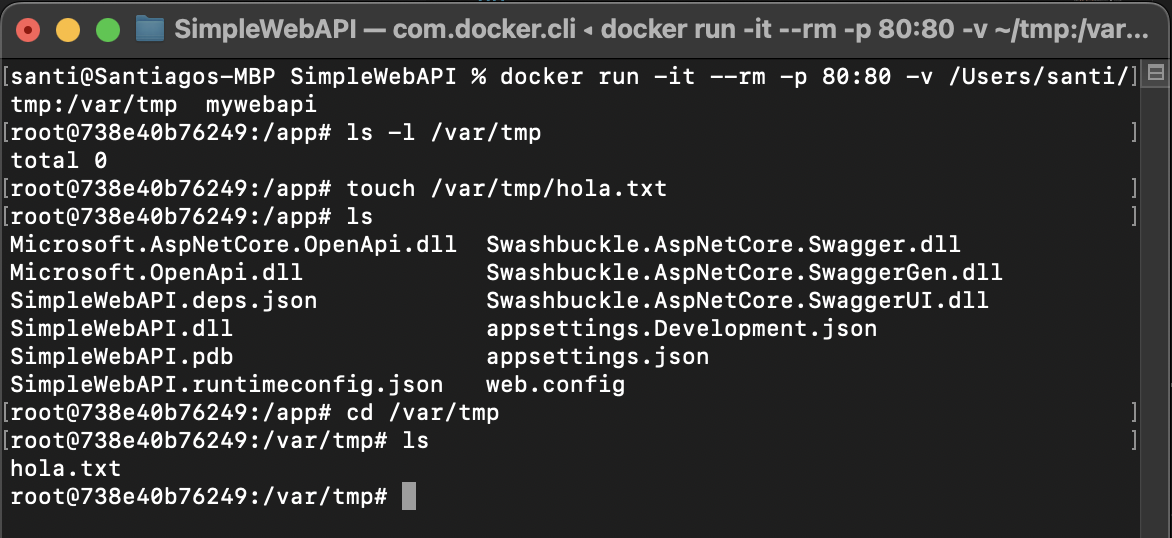 SimpleWebAPI — com.docker.cli ◂ docker run -it --rm -p 80:80 -v ~/tmp:/var...
[santi@Santiagos-MBP SimpleWebAPI % docker run -it --rm -p 80:80 -v /Users/santi/]
tmp:/var/tmp  mywebapi
[root@738e40b76249:/app# ls -l /var/tmp ]
total 0
[root@738e40b76249:/app# touch /var/tmp/hola.txt ]
[root@738e40b76249:/app# ls ]
Microsoft.AspNetCore.OpenApi.dll  Swashbuckle.AspNetCore.Swagger.dll
Microsoft.OpenApi.dll  Swashbuckle.AspNetCore.SwaggerGen.dll
SimpleWebAPI.deps.json  Swashbuckle.AspNetCore.SwaggerUI.dll
SimpleWebAPI.dll  appsettings.Development.json
SimpleWebAPI.pdb  appsettings.json
SimpleWebAPI.runtimeconfig.json  web.config
[root@738e40b76249:/app# cd /var/tmp ]
[root@738e40b76249:/var/tmp# ls ]
hola.txt
root@738e40b76249:/var/tmp#